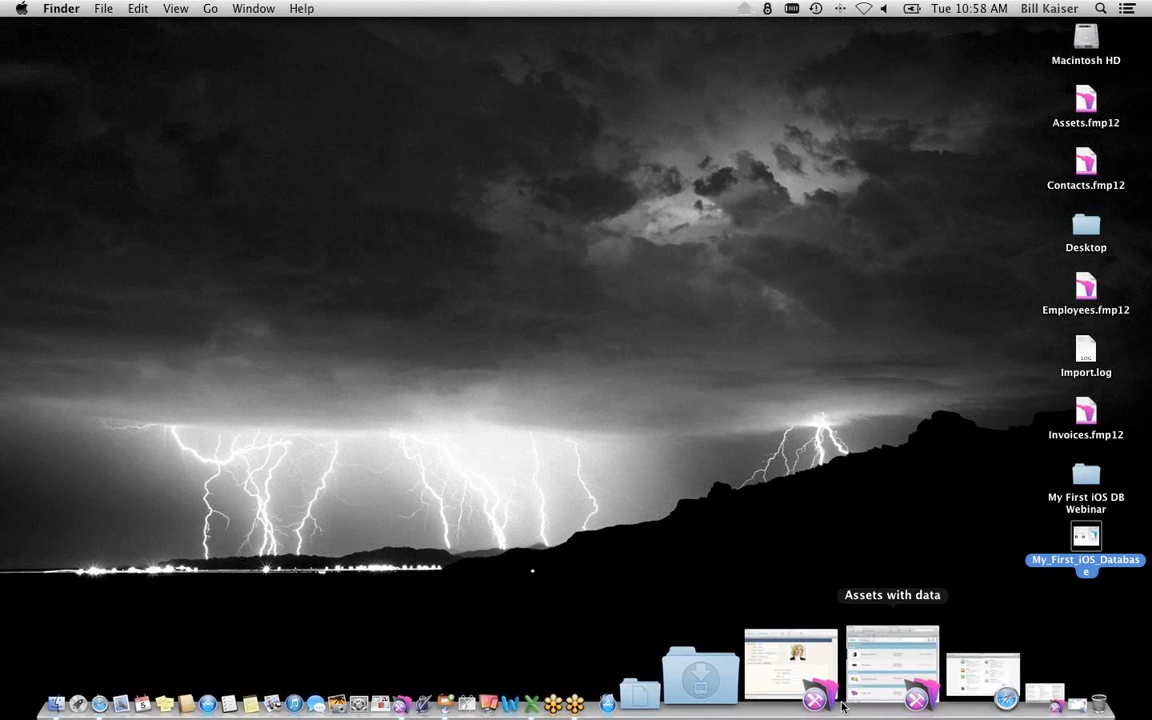 Finder File Edit View Go Window Help Tue 10:58 AM Bill Kaiser
Macintosh HD
Assets.fmp12
Contacts.fmp12
Desktop
Employees.fmp12
LOG
Import.log
Invoices.fmp12
My First iOS DB
Webinar
My_First_iOS_Databas
e
Assets with data